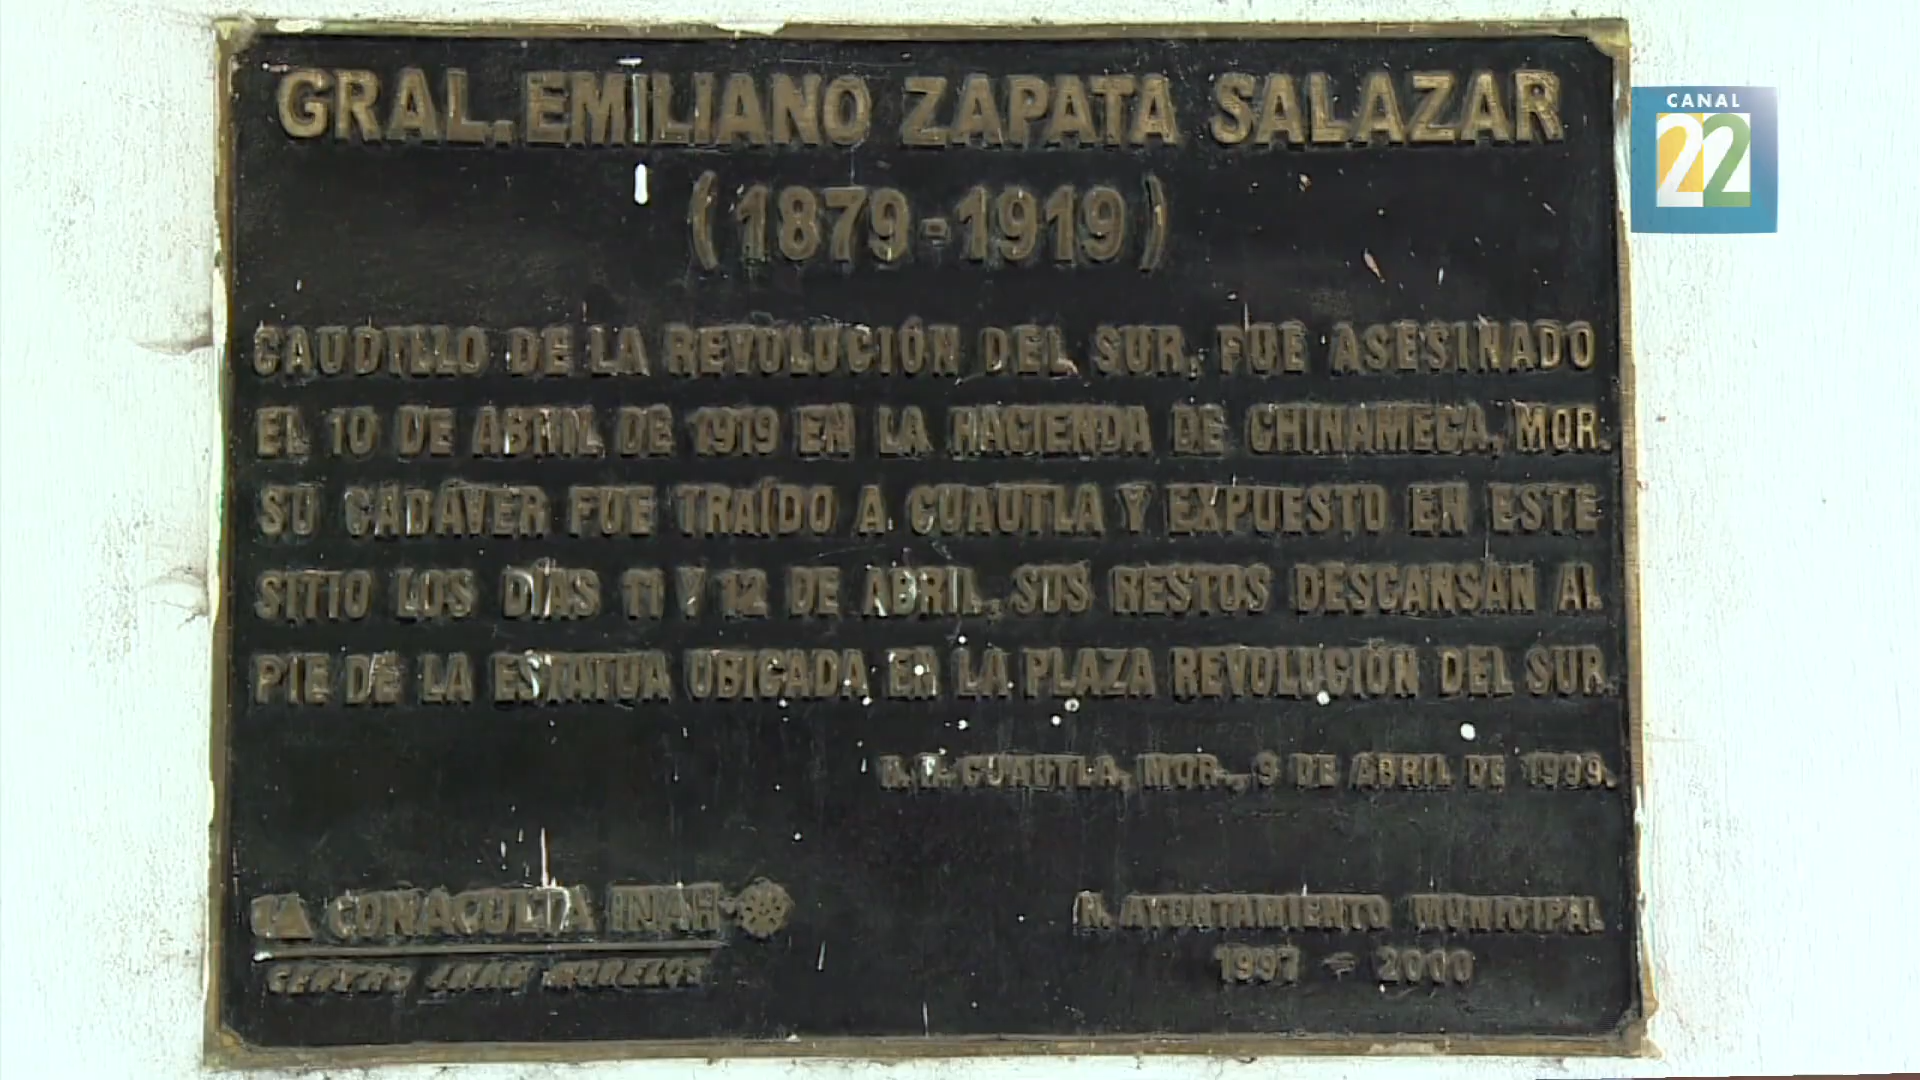 GRAL. EMILIANO ZAPATA SALAZAR
(1879-1919)
CAUDILLO DE LA REVOLUCIÓN DEL SUR, FUE ASESINADO
EL 10 DE ABRIL DE 1919 EN LA HACIENDA DE CHINAMECA, MOR.
SU CADÁVER FUE TRAÍDO A CUAUTLA Y EXPUESTO EN ESTE
SITIO LOS DÍAS 11 Y 12 DE ABRIL. SUS RESTOS DESCANSAN AL
PIE DE LA ESTATUA UBICADA EN LA PLAZA REVOLUCIÓN DEL SUR.
CUAUTLA, MOR., 9 DE ABRIL DE 1999.
CONACULTA INAH
CENTRO INAH MORELOS
H. AYUNTAMIENTO MUNICIPAL
1997 - 2000
CANAL
22